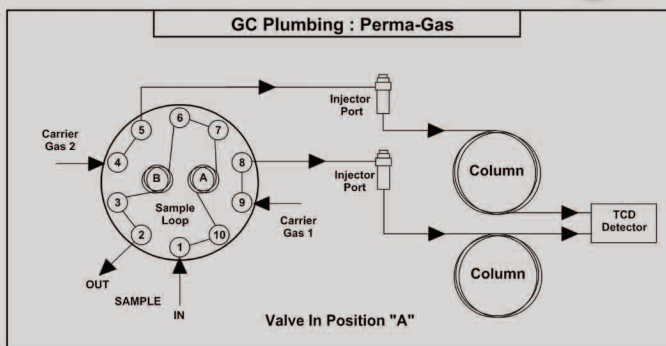 GC Plumbing : Perma-Gas
Injector
Port
Carrier
Gas 2
5
6
7
4
8
Injector
Port
B
A
Column
3
Sample
Loop
9
Carrier
Gas 1
TCD
Detector
2
1
10
OUT
SAMPLE
IN
Column
Valve In Position "A"